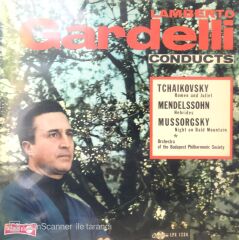 LAMBERTO
Gardelli
CONDUCTS
TCHAIKOVSKY
Romeo and Juliet
MENDELSSOHN
Hebrides
MUSSORGSKY
Night on Bald Mountain
*
Orchestra
of the Budapest Philharmonic Society
LPX
Scanner ile tarandı